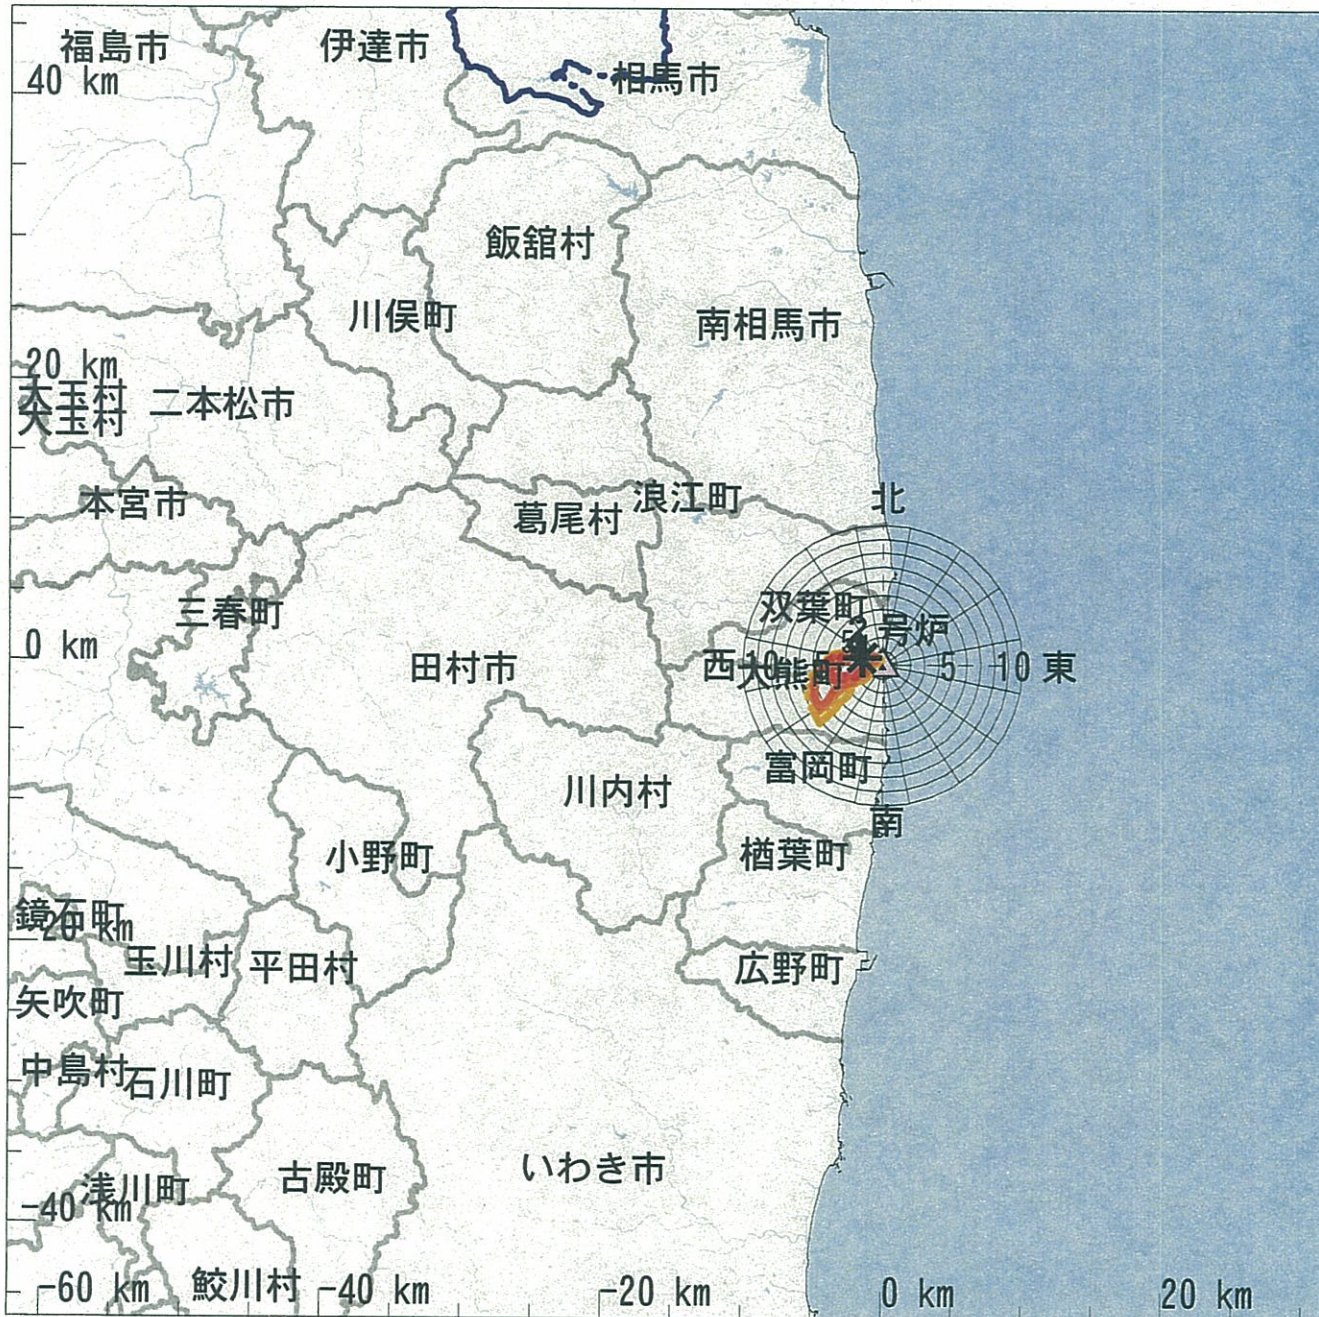 福島市
伊達市
40 km
相馬市
飯舘村
川俣町
南相馬市
20 km
大玉村
大玉村
二本松市
本宮市
葛尾村
浪江町
北
三春町
双葉町
2号炉
0 km
田村市
西
10
5
大熊町
5
10
東
富岡町
川内村
南
小野町
楢葉町
鏡石町
-20 km
玉川村
平田村
広野町
矢吹町
中島村
石川町
いわき市
古殿町
浅川町
-40 km
鮫川村
-60 km
-40 km
-20 km
0 km
20 km